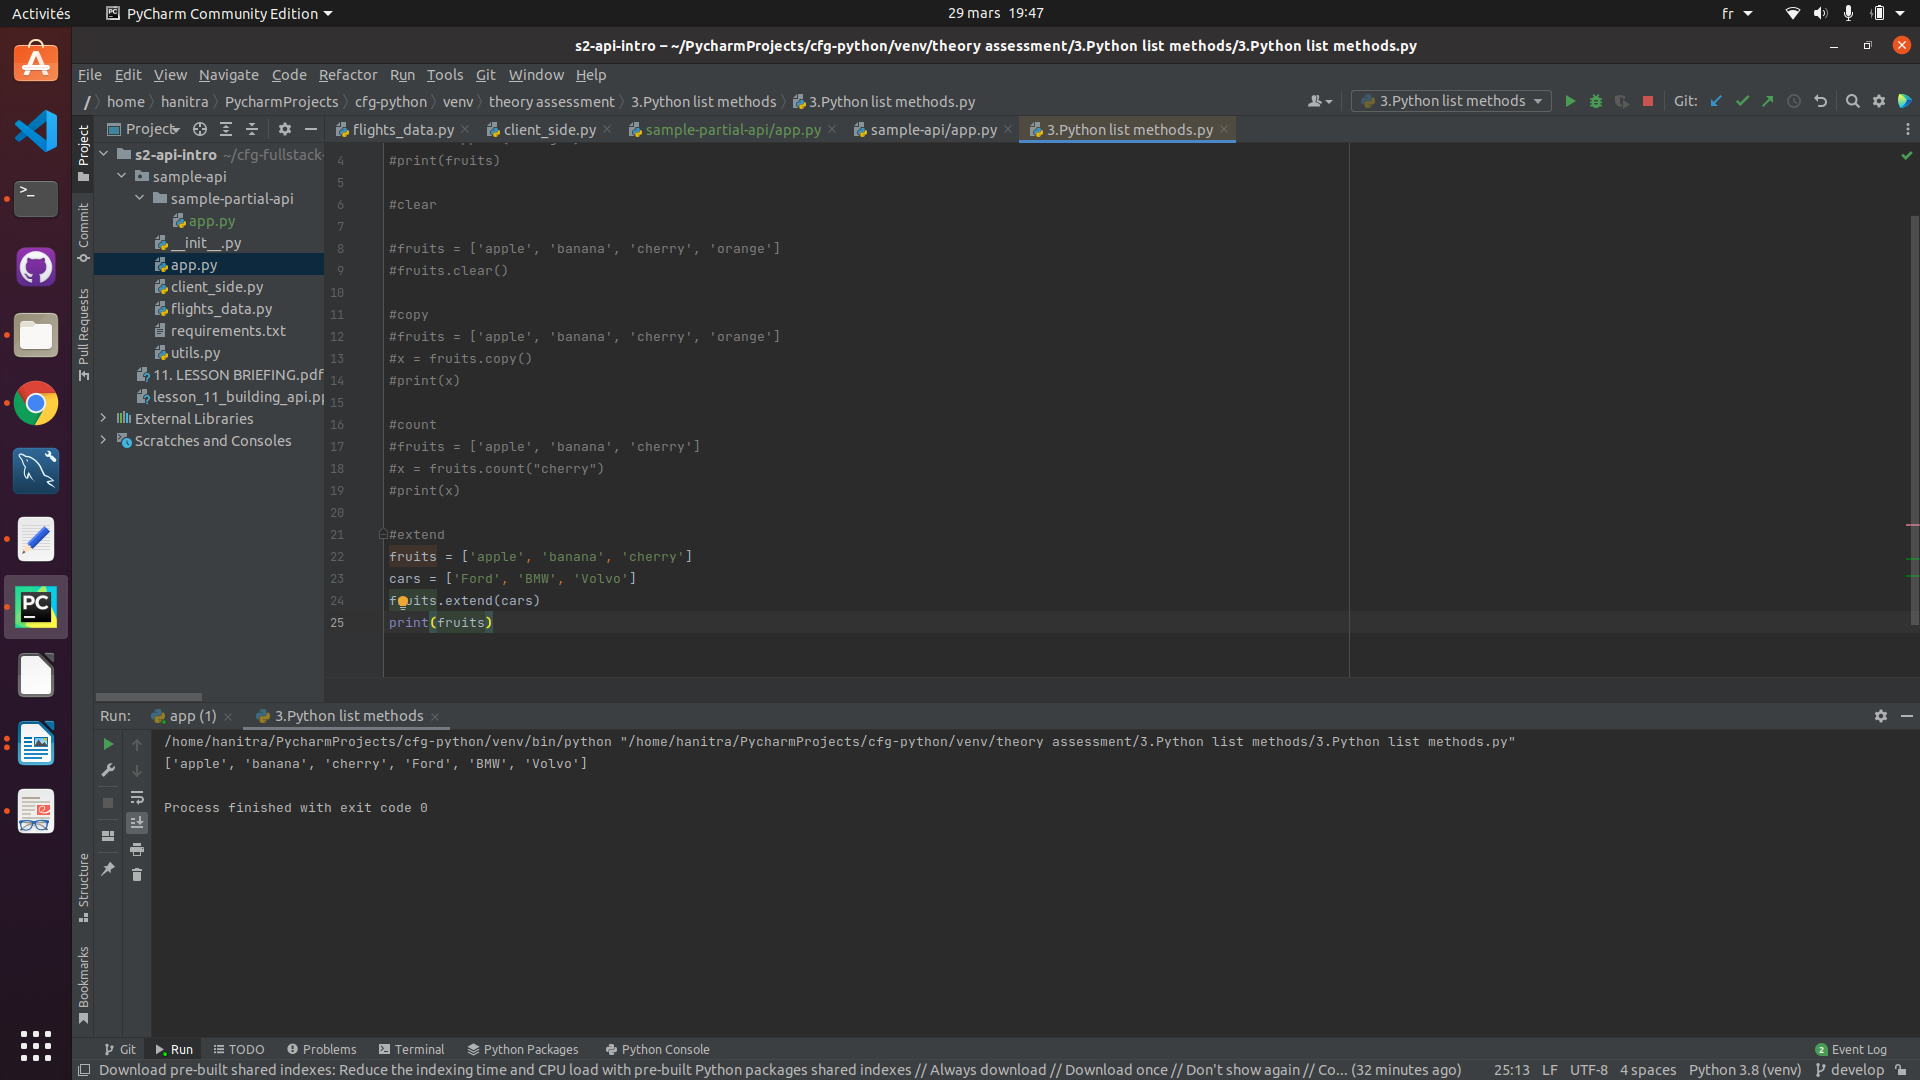 Activités
PyCharm Community Edition
29 mars 19:47
fr
s2-api-intro – ~/PycharmProjects/cfg-python/venv/theory assessment/3.Python list methods/3.Python list methods.py
File Edit View Navigate Code Refactor Run Tools Git Window Help
/ home hanitra PycharmProjects cfg-python venv theory assessment 3.Python list methods 3.Python list methods.py
3.Python list methods
Git:
Project
flights_data.py
client_side.py
sample-partial-api/app.py
sample-api/app.py
3.Python list methods.py
Project
Commit
Pull Requests
Structure
Bookmarks
s2-api-intro ~/cfg-fullstack-
sample-api
sample-partial-api
app.py
__init__.py
app.py
client_side.py
flights_data.py
requirements.txt
utils.py
11. LESSON BRIEFING.pdf
lesson_11_building_api.pp
External Libraries
Scratches and Consoles
4 #print(fruits)
5
6 #clear
7
8 #fruits = ['apple', 'banana', 'cherry', 'orange']
9 #fruits.clear()
10
11 #copy
12 #fruits = ['apple', 'banana', 'cherry', 'orange']
13 #x = fruits.copy()
14 #print(x)
15
16 #count
17 #fruits = ['apple', 'banana', 'cherry']
18 #x = fruits.count("cherry")
19 #print(x)
20
21 #extend
22 fruits = ['apple', 'banana', 'cherry']
23 cars = ['Ford', 'BMW', 'Volvo']
24 fruits.extend(cars)
25 print(fruits)
Run: app (1) 3.Python list methods
/home/hanitra/PycharmProjects/cfg-python/venv/bin/python "/home/hanitra/PycharmProjects/cfg-python/venv/theory assessment/3.Python list methods/3.Python list methods.py"
['apple', 'banana', 'cherry', 'Ford', 'BMW', 'Volvo']
Process finished with exit code 0
Git Run TODO Problems Terminal Python Packages Python Console
2 Event Log
Download pre-built shared indexes: Reduce the indexing time and CPU load with pre-built Python packages shared indexes // Always download // Download once // Don't show again // Co... (32 minutes ago)
25:13 LF UTF-8 4 spaces Python 3.8 (venv) develop